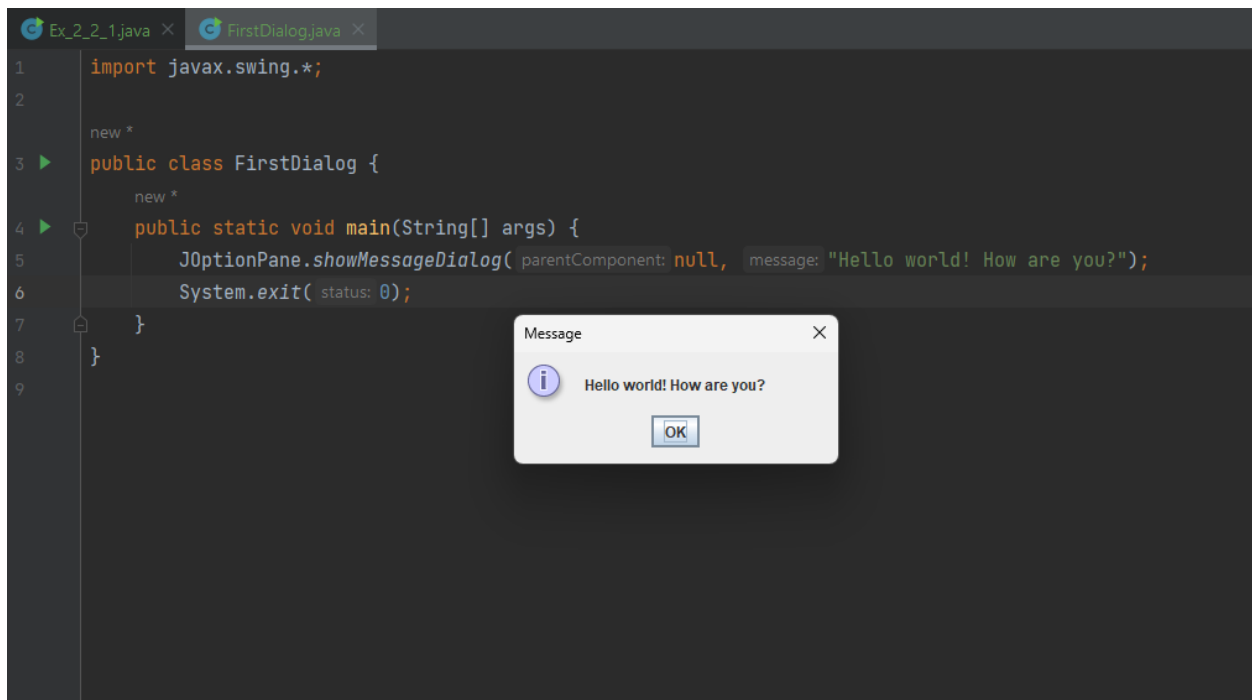 Ex_2_2_1.java FirstDialog.java
1 import javax.swing.*;
2
new *
3 public class FirstDialog {
new *
4 public static void main(String[] args) {
5 JOptionPane.showMessageDialog( parentComponent: null, message: "Hello world! How are you?");
6 System.exit( status: 0);
7 }
8 }
9
Message
i Hello world! How are you?
OK